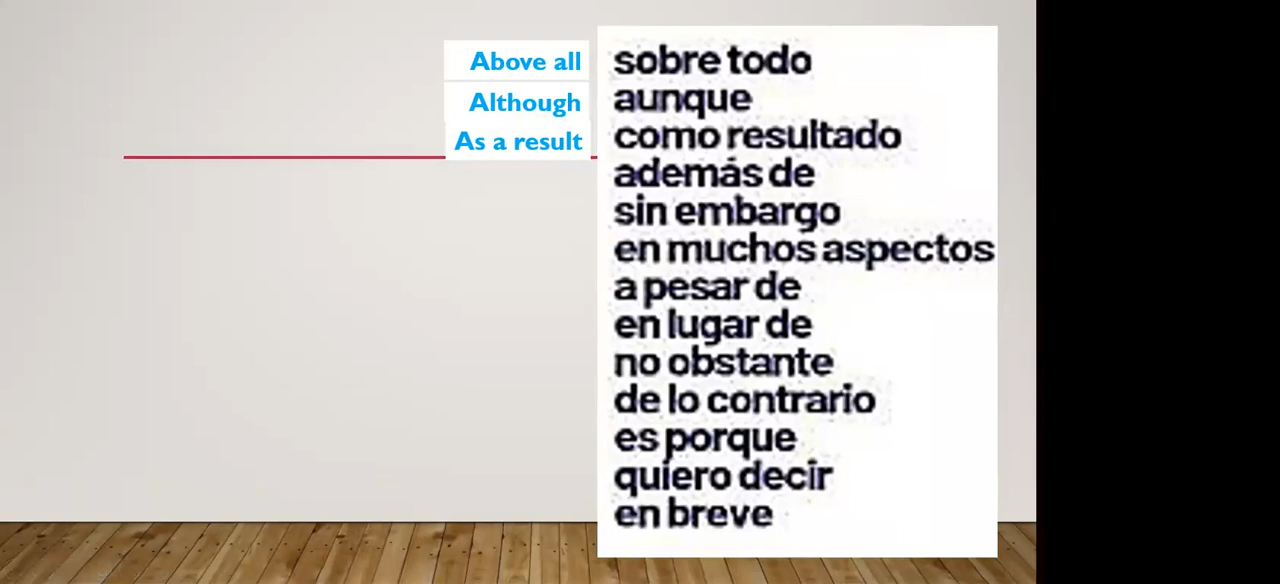 Above all sobre todo
Although aunque
As a result como resultado
además de
sin embargo
en muchos aspectos
a pesar de
en lugar de
no obstante
de lo contrario
es porque
quiero decir
en breve